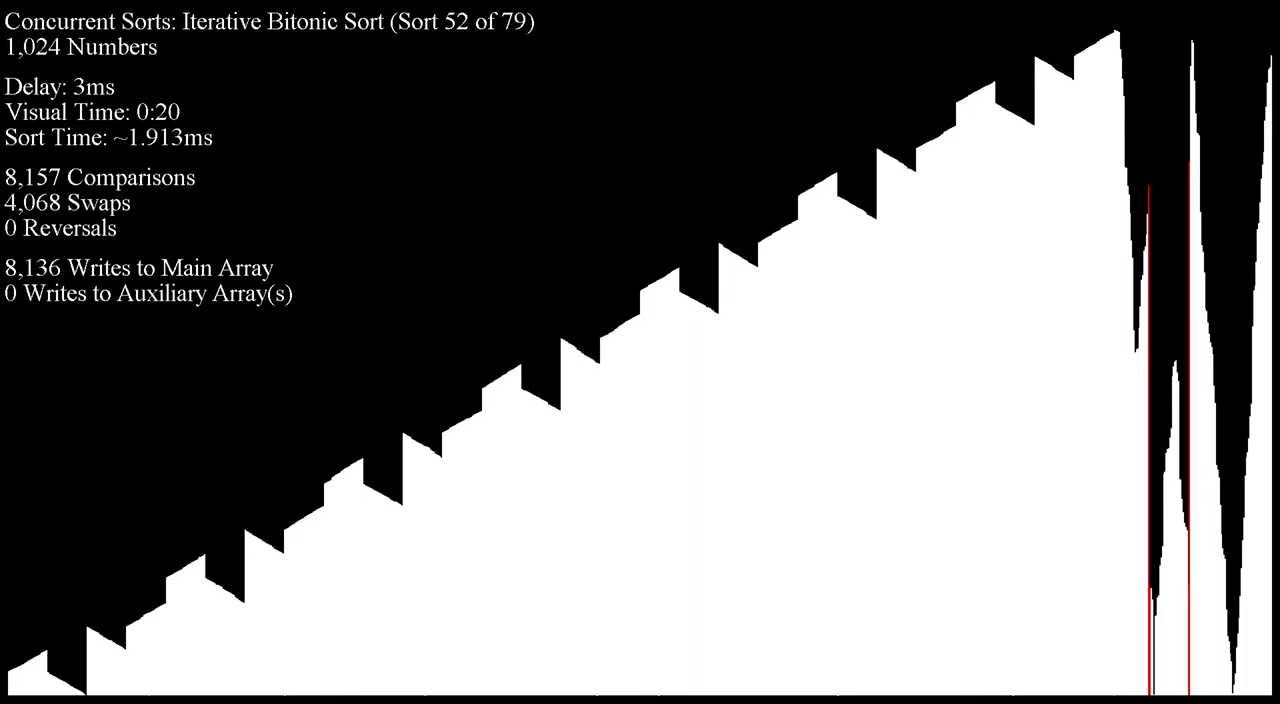 Concurrent Sorts: Iterative Bitonic Sort (Sort 52 of 79)
1,024 Numbers
Delay: 3ms
Visual Time: 0:20
Sort Time: ~1.913ms
8,157 Comparisons
4,068 Swaps
0 Reversals
8,136 Writes to Main Array
0 Writes to Auxiliary Array(s)